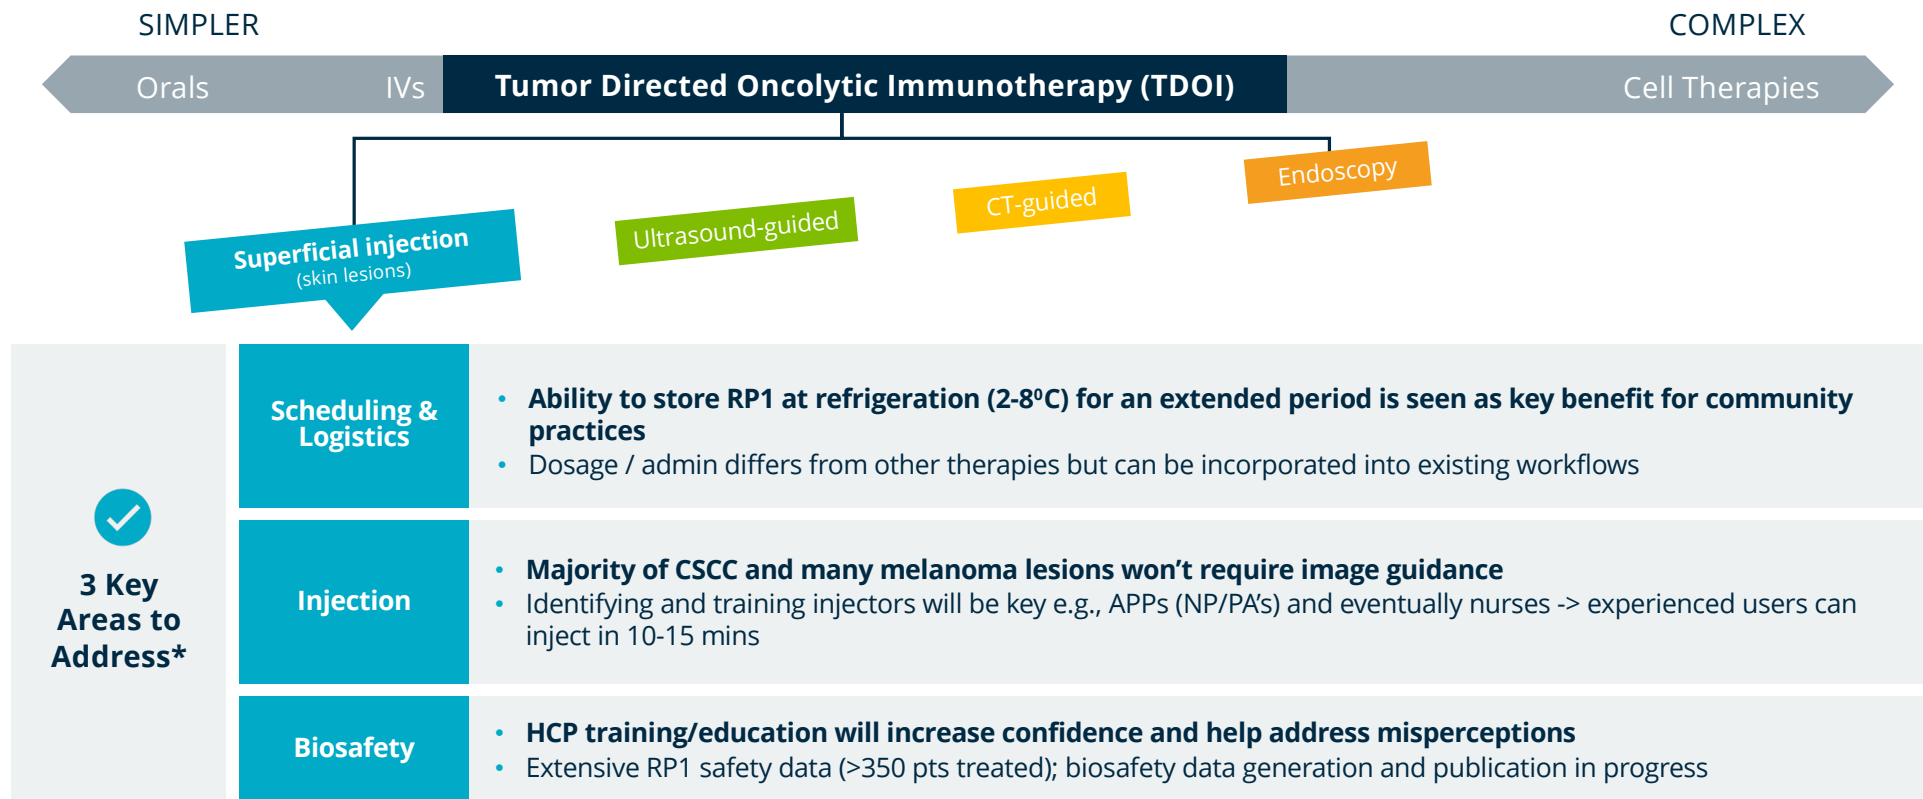 SIMPLER
COMPLEX
Orals
IVs
Tumor Directed Oncolytic Immunotherapy (TDOI)
Cell Therapies
Superficial injection
(skin lesions)
Ultrasound-guided
CT-guided
Endoscopy
3 Key
Areas to
Address*
Scheduling &
Logistics
• Ability to store RP1 at refrigeration (2-8⁰C) for an extended period is seen as key benefit for community
practices
• Dosage / admin differs from other therapies but can be incorporated into existing workflows
Injection
• Majority of CSCC and many melanoma lesions won’t require image guidance
• Identifying and training injectors will be key e.g., APPs (NP/PA’s) and eventually nurses -> experienced users can
inject in 10-15 mins
Biosafety
• HCP training/education will increase confidence and help address misperceptions
• Extensive RP1 safety data (>350 pts treated); biosafety data generation and publication in progress